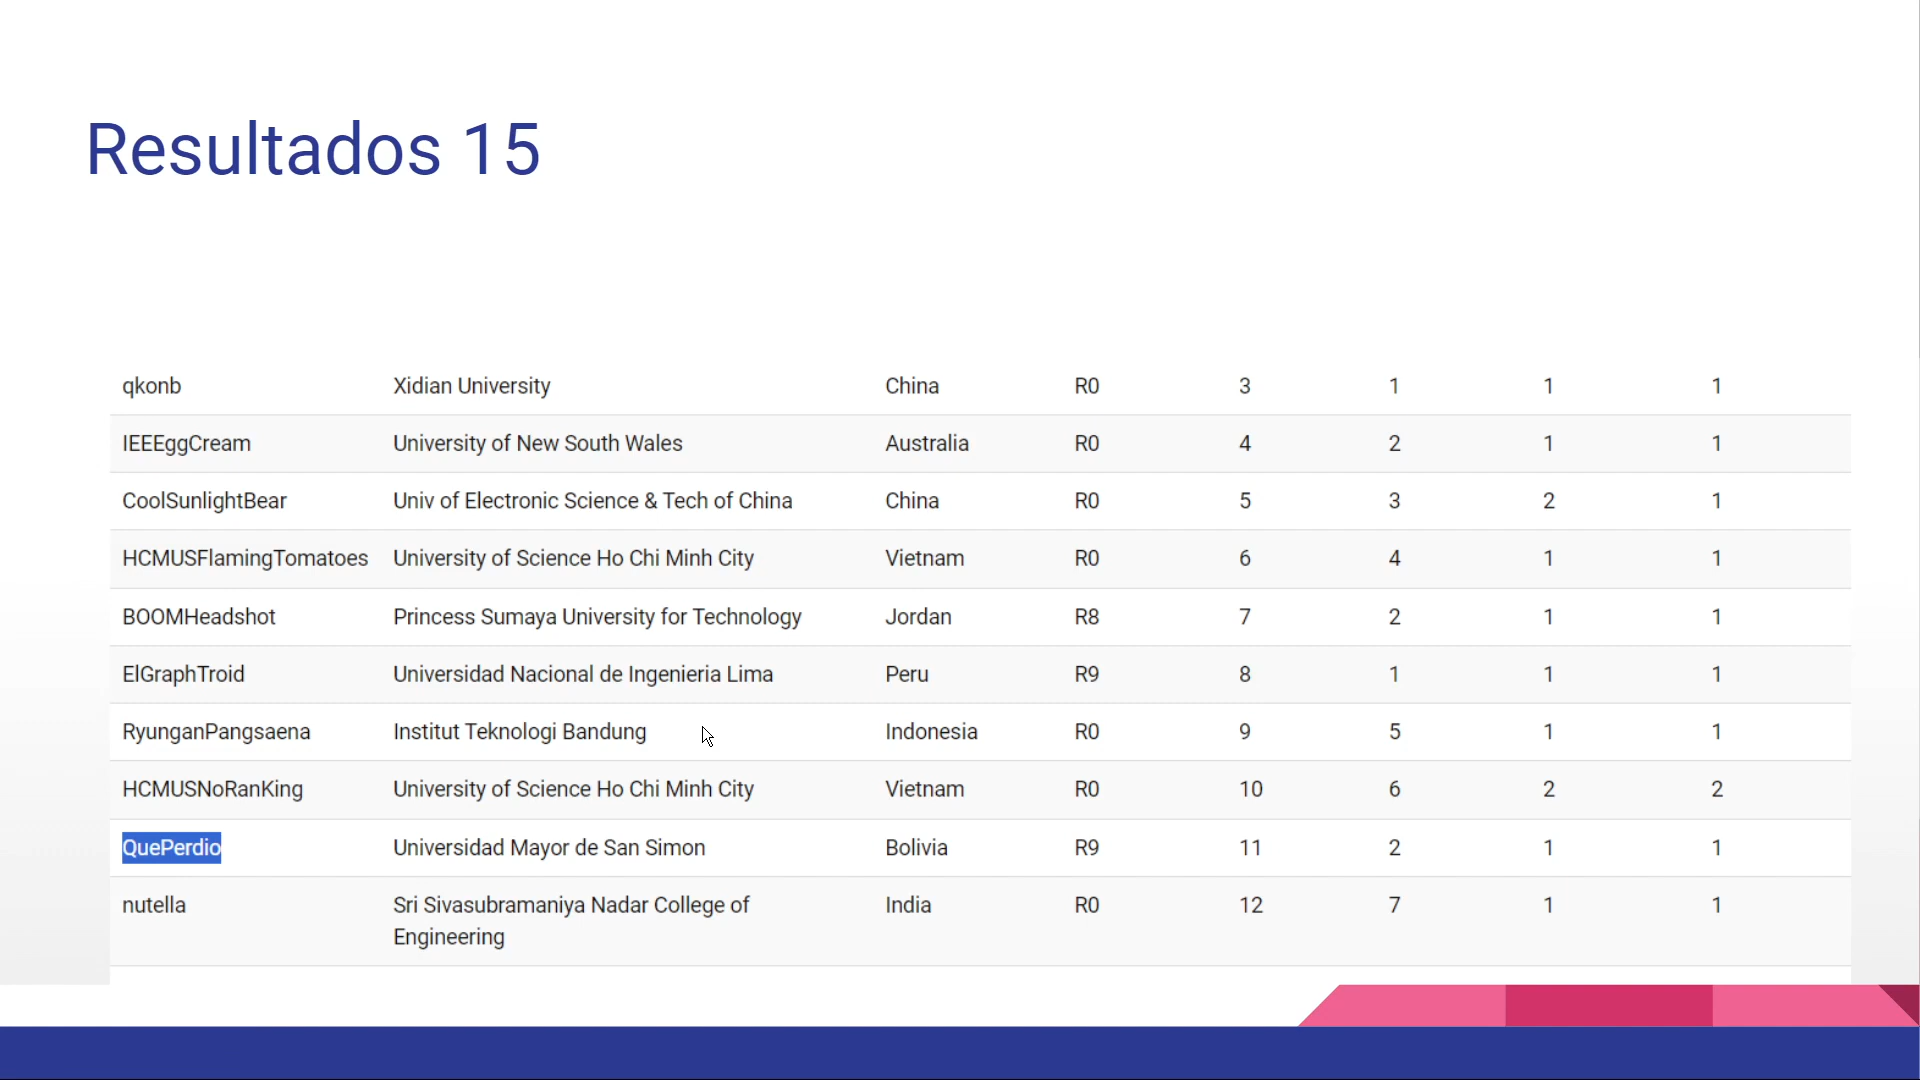 Resultados 15
qkonb Xidian University China R0 3 1 1 1
IEEEggCream University of New South Wales Australia R0 4 2 1 1
CoolSunlightBear Univ of Electronic Science & Tech of China China R0 5 3 2 1
HCMUSFlamingTomatoes University of Science Ho Chi Minh City Vietnam R0 6 4 1 1
BOOMHeadshot Princess Sumaya University for Technology Jordan R8 7 2 1 1
ElGraphTroid Universidad Nacional de Ingenieria Lima Peru R9 8 1 1 1
RyunganPangsaena Institut Teknologi Bandung Indonesia R0 9 5 1 1
HCMUSNoRanKing University of Science Ho Chi Minh City Vietnam R0 10 6 2 2
QuePerdio Universidad Mayor de San Simon Bolivia R9 11 2 1 1
nutella Sri Sivasubramaniya Nadar College of India R0 12 7 1 1
Engineering